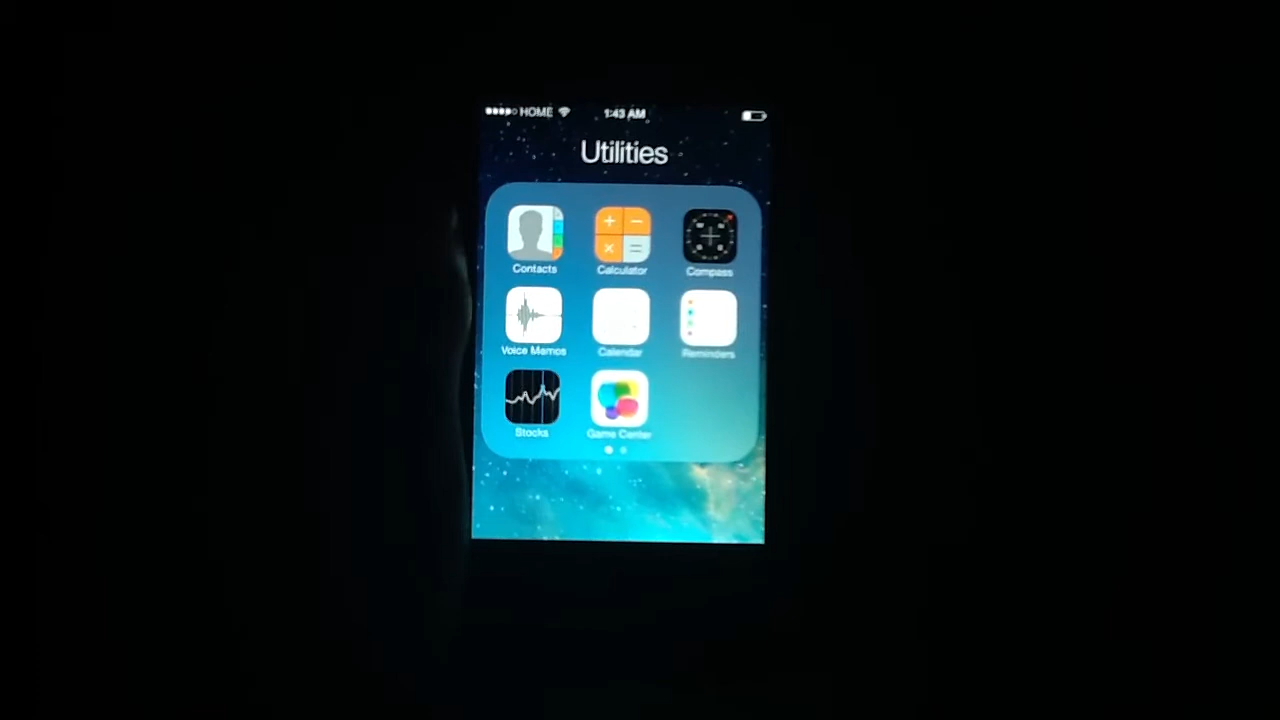 HOME 1:43 AM
Utilities
Contacts Calculator Compass
Voice Memos Calendar Reminders
Stocks Game Center